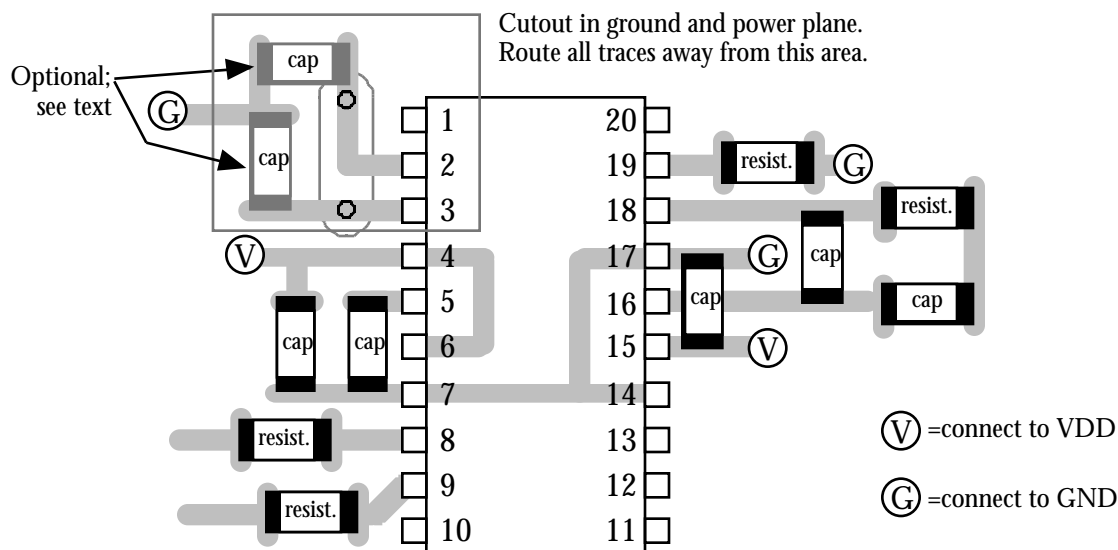 Cutout in ground and power plane.
Route all traces away from this area.
Optional;
see text
cap
G
cap
1
2
3
V
4
5
6
cap
cap
7
resist.
8
resist.
9
10
20
19
resist.
G
18
resist.
17
G
cap
cap
16
cap
15
V
14
13
12
11
V =connect to VDD
G =connect to GND